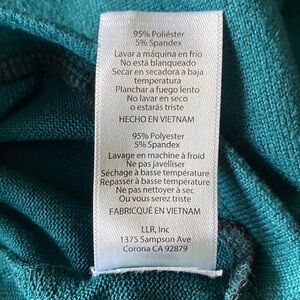 95% Poliéster
5% Spandex
Lavar a máquina en frío
No está blanqueado
Secar en secadora a baja
temperatura
Planchar a fuego lento
No lavar en seco
o estarás triste
HECHO EN VIETNAM
95% Polyester
5% Spandex
Lavage en machine à froid
Ne pas javelliser
Séchage à basse température
Repasser à basse température
Ne pas nettoyer à sec
Ou vous serez triste
FABRICQUÉ EN VIETNAM
LLR, Inc
1375 Sampson Ave
Corona CA 92879